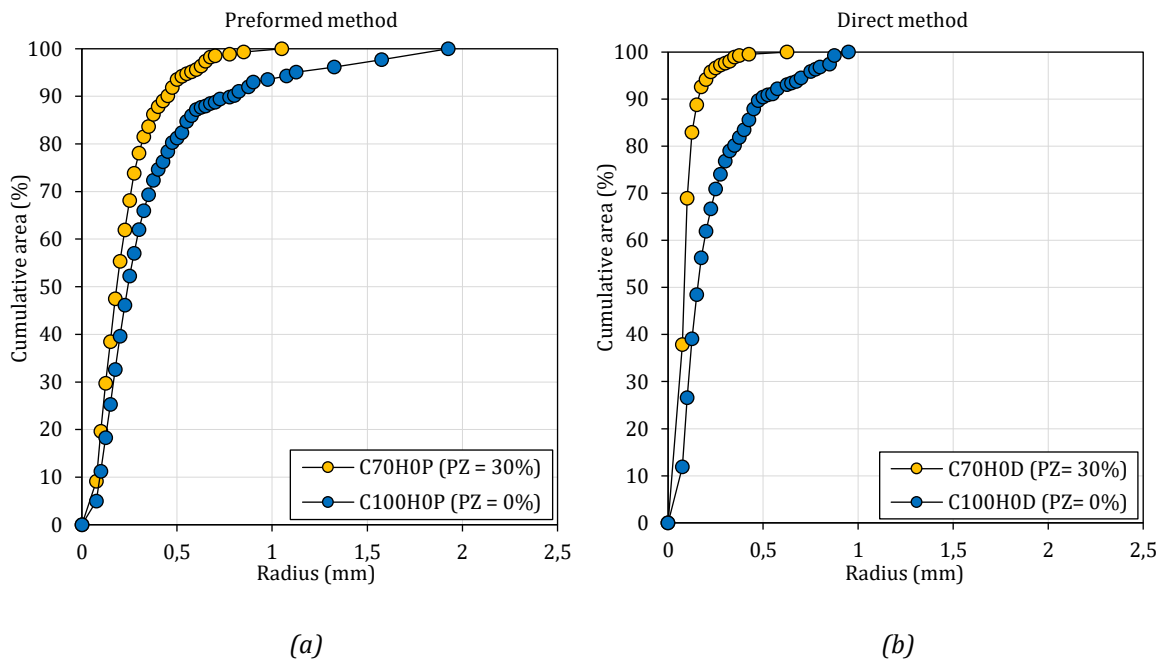 Preformed method
100
90
80
70
60
50
40
30
20
10
0
Cumulative area (%)
C70H0P (PZ = 30%)
C100H0P (PZ = 0%)
0 0,5 1 1,5 2 2,5
Radius (mm)
(a)
Direct method
100
90
80
70
60
50
40
30
20
10
0
Cumulative area (%)
C70H0D (PZ= 30%)
C100H0D (PZ= 0%)
0 0,5 1 1,5 2 2,5
Radius (mm)
(b)